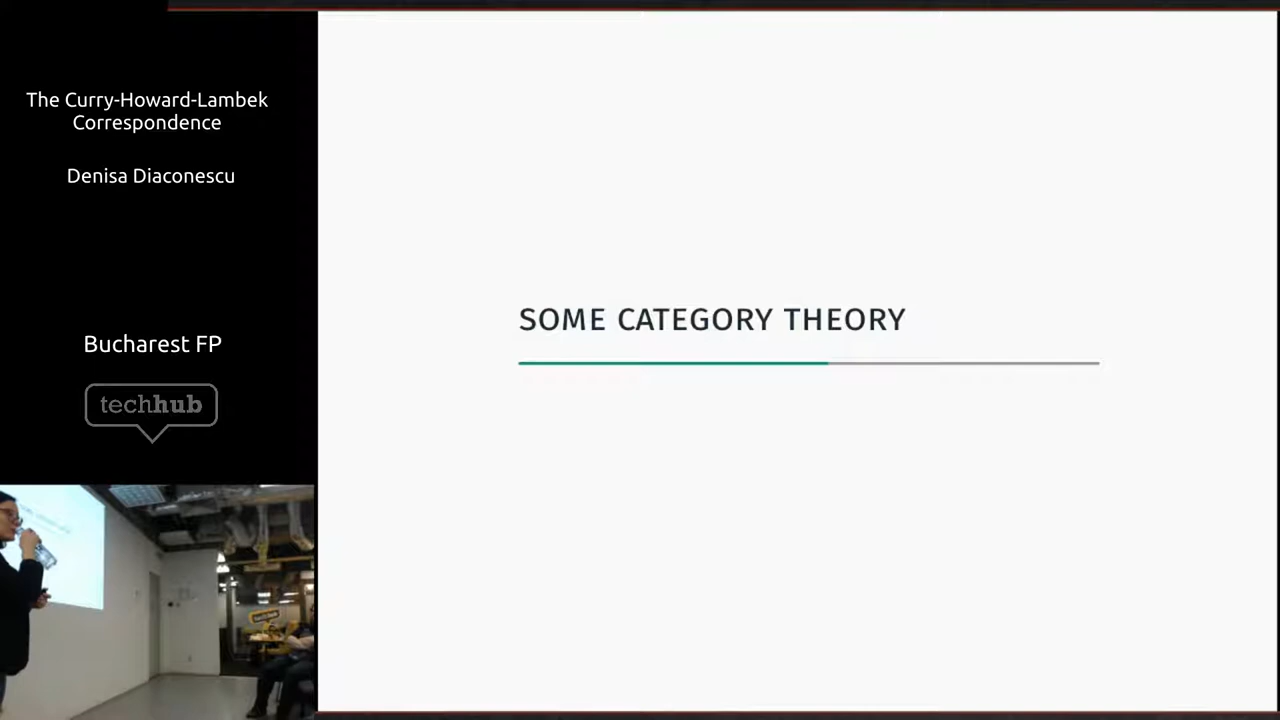 The Curry-Howard-Lambek
Correspondence
Denisa Diaconescu
Bucharest FP
techhub
SOME CATEGORY THEORY